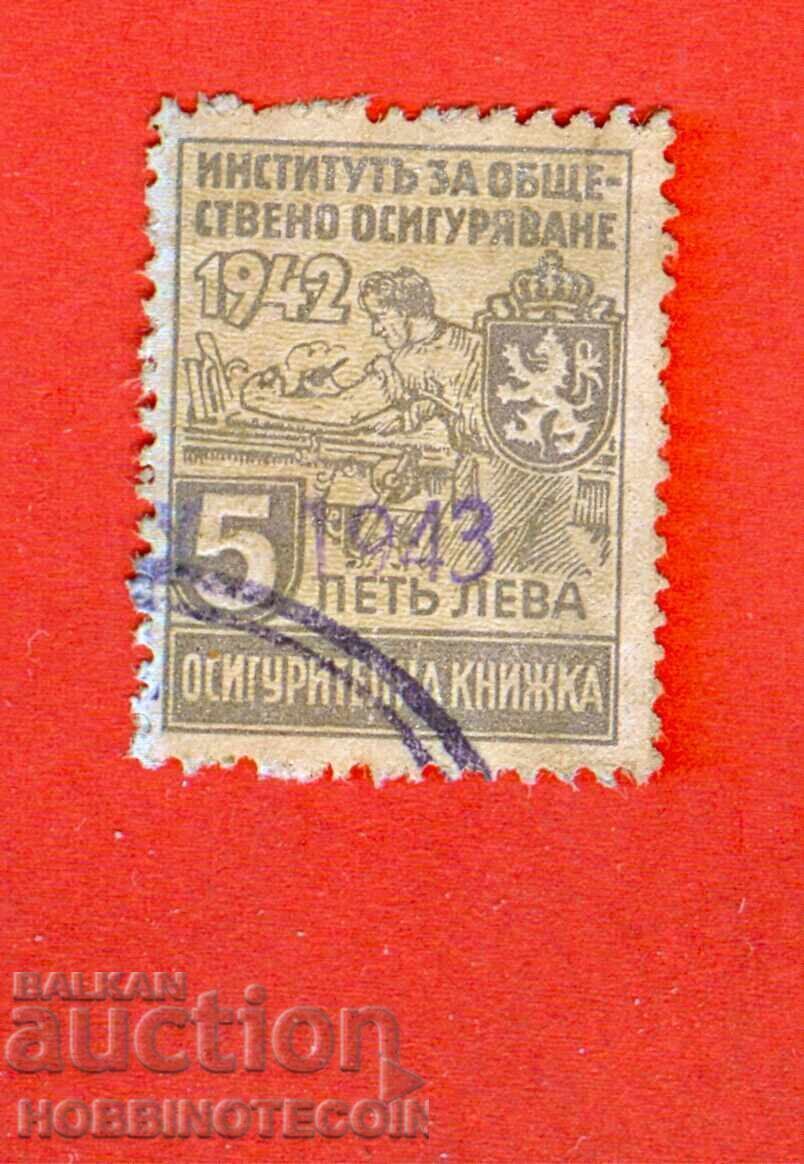 ИНСТИТУТЪ ЗА ОБЩЕ-
СТВЕНО ОСИГУРЯВАНЕ
1942
1943
5
ПЕТЬ ЛЕВА
ОСИГУРИТЕЛНА КНИЖКА
BALKAN
auction
HOBBINOTECOIN